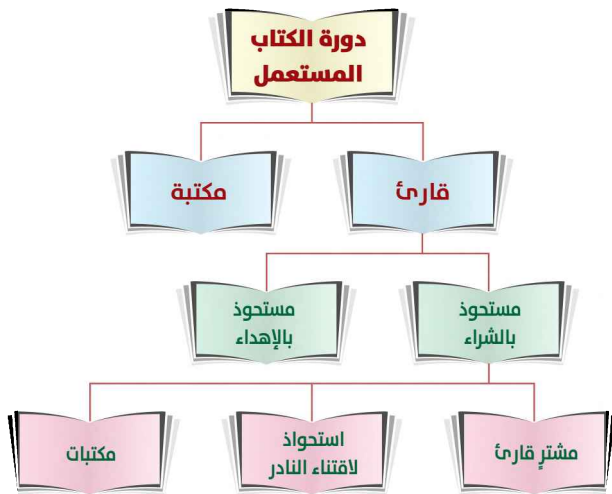 دورة الكتاب
المستعمل
قارئ
مكتبة
مستحوذ
بالشراء
مستحوذ
بالإهداء
مشترٍ قارئ
استحواذ
لاقتناء النادر
مكتبات